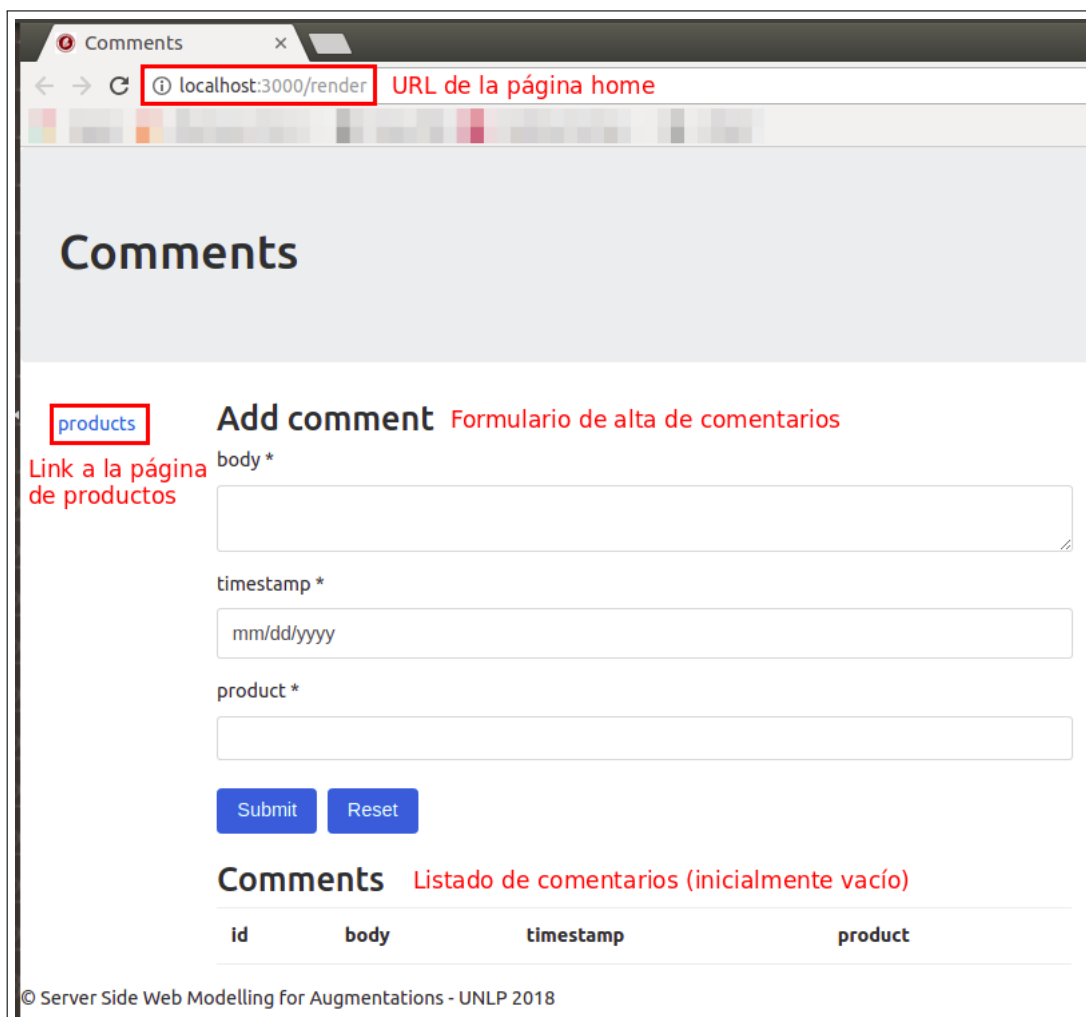 Comments
localhost:3000/render URL de la página home
Comments
products
Link a la página
de productos
Add comment Formulario de alta de comentarios
body *
timestamp *
mm/dd/yyyy
product *
Submit Reset
Comments Listado de comentarios (inicialmente vacío)
id body timestamp product
© Server Side Web Modelling for Augmentations - UNLP 2018